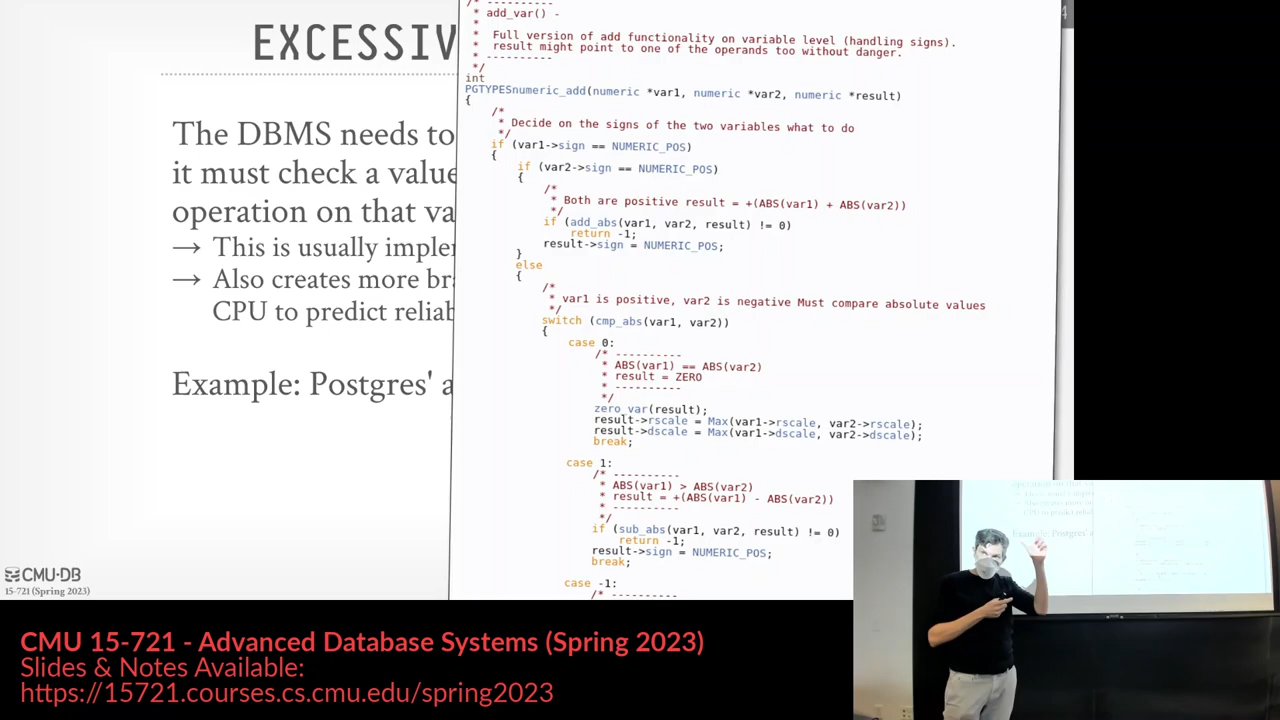 EXCESSIV
The DBMS needs to
it must check a value
operation on that va
→ This is usually implem
→ Also creates more bra
CPU to predict reliab
Example: Postgres' a
CMU·DB
15-721 (Spring 2023)
4
/* ----------
* add_var() -
*
* Full version of add functionality on variable level (handling signs).
* result might point to one of the operands too without danger.
* ----------
*/
int
PGTYPESnumeric_add(numeric *var1, numeric *var2, numeric *result)
{
/*
* Decide on the signs of the two variables what to do
*/
if (var1->sign == NUMERIC_POS)
{
if (var2->sign == NUMERIC_POS)
{
/*
* Both are positive result = +(ABS(var1) + ABS(var2))
*/
if (add_abs(var1, var2, result) != 0)
return -1;
result->sign = NUMERIC_POS;
}
else
{
/*
* var1 is positive, var2 is negative Must compare absolute values
*/
switch (cmp_abs(var1, var2))
{
case 0:
/* ----------
* ABS(var1) == ABS(var2)
* result = ZERO
* ----------
*/
zero_var(result);
result->rscale = Max(var1->rscale, var2->rscale);
result->dscale = Max(var1->dscale, var2->dscale);
break;
case 1:
/* ----------
* ABS(var1) > ABS(var2)
* result = +(ABS(var1) - ABS(var2))
* ----------
*/
if (sub_abs(var1, var2, result) != 0)
return -1;
result->sign = NUMERIC_POS;
break;
case -1:
/* ----------
Example: Postgres' a
CMU 15-721 - Advanced Database Systems (Spring 2023)
Slides & Notes Available:
https://15721.courses.cs.cmu.edu/spring2023